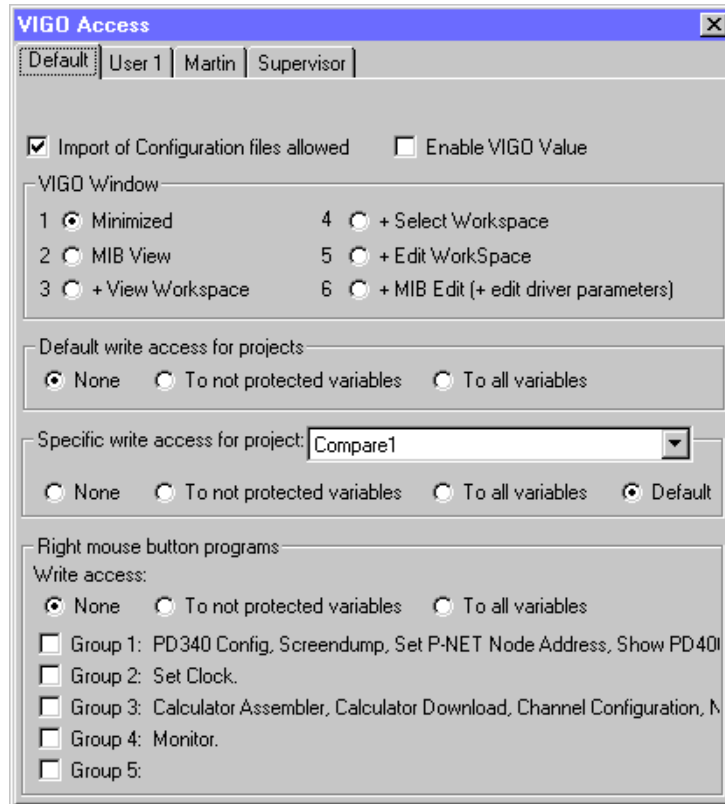 VIGO Access
Default User 1 Martin Supervisor
Import of Configuration files allowed Enable VIGO Value
VIGO Window
1 Minimized 4 + Select Workspace
2 MIB View 5 + Edit WorkSpace
3 + View Workspace 6 + MIB Edit (+ edit driver parameters)
Default write access for projects
None To not protected variables To all variables
Specific write access for project: Compare1
None To not protected variables To all variables Default
Right mouse button programs
Write access:
None To not protected variables To all variables
Group 1: PD340 Config, Screendump, Set P-NET Node Address, Show
Group 2: Set Clock.
Group 3: Calculator Assembler, Calculator Download, Channel Configuration,
Group 4: Monitor.
Group 5: